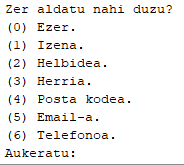 Zer aldatu nahi duzu?
(0) Ezer.
(1) Izena.
(2) Helbidea.
(3) Herria.
(4) Posta kodea.
(5) Email-a.
(6) Telefonoa.
Aukeratu: